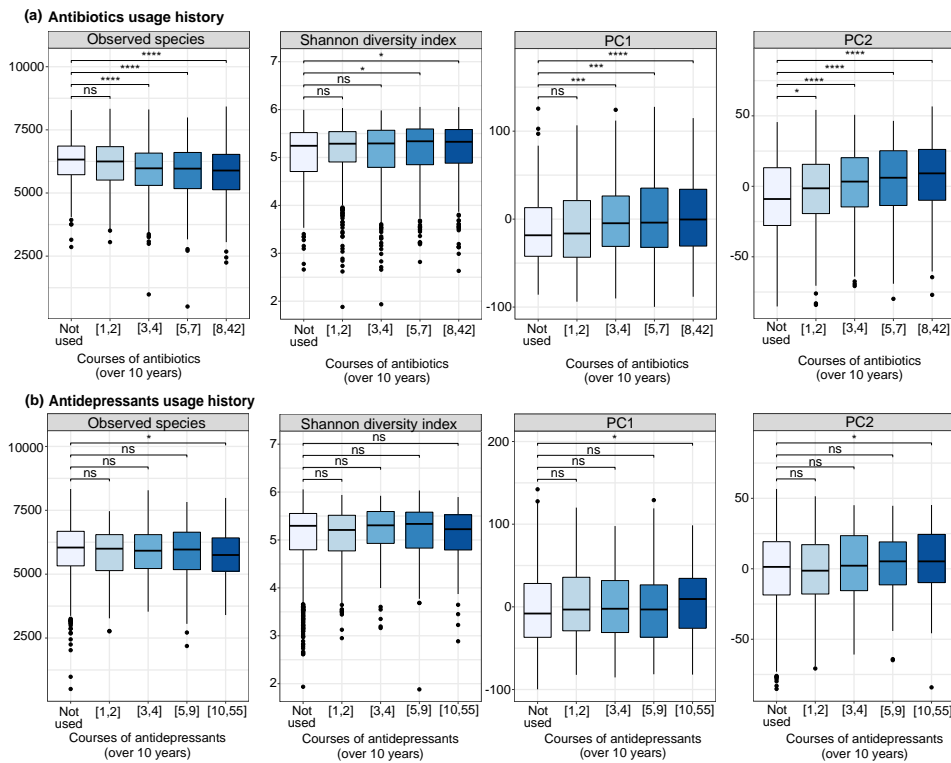 (a) Antibiotics usage history
Observed species
10000
7500
5000
2500
****
****
****
ns
Not used
[1,2]
[3,4]
[5,7]
[8,42]
Courses of antibiotics
(over 10 years)
Shannon diversity index
7
6
5
4
3
2
*
ns
*
ns
Not used
[1,2]
[3,4]
[5,7]
[8,42]
Courses of antibiotics
(over 10 years)
PC1
100
0
-100
****
***
***
ns
Not used
[1,2]
[3,4]
[5,7]
[8,42]
Courses of antibiotics
(over 10 years)
PC2
50
0
-50
****
****
****
*
Not used
[1,2]
[3,4]
[5,7]
[8,42]
Courses of antibiotics
(over 10 years)
(b) Antidepressants usage history
Observed species
10000
7500
5000
2500
*
ns
ns
ns
Not used
[1,2]
[3,4]
[5,9]
[10,55]
Courses of antidepressants
(over 10 years)
Shannon diversity index
7
6
5
4
3
2
ns
ns
ns
ns
Not used
[1,2]
[3,4]
[5,9]
[10,55]
Courses of antidepressants
(over 10 years)
PC1
200
100
0
-100
*
ns
ns
ns
Not used
[1,2]
[3,4]
[5,9]
[10,55]
Courses of antidepressants
(over 10 years)
PC2
50
0
-50
*
ns
ns
ns
Not used
[1,2]
[3,4]
[5,9]
[10,55]
Courses of antidepressants
(over 10 years)